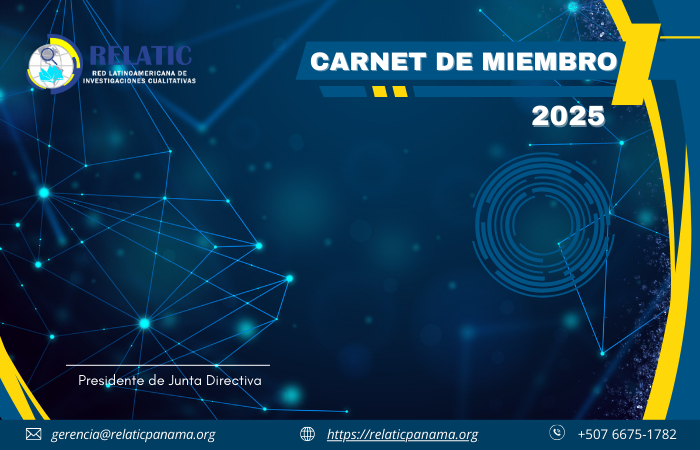 RELATIC
RED LATINOAMERICANA DE
INVESTIGACIONES CUALITATIVAS
CARNET DE MIEMBRO
2025
Presidente de Junta Directiva
gerencia@relaticpanama.org
https://relaticpanama.org
+507 6675-1782